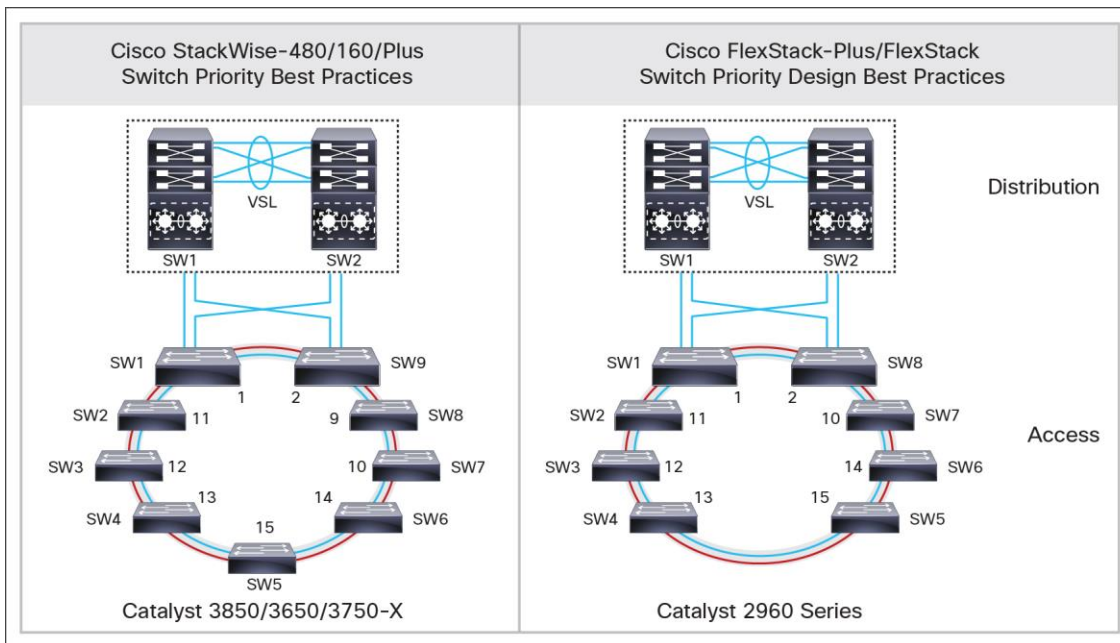 Cisco StackWise-480/160/Plus
Switch Priority Best Practices
Cisco FlexStack-Plus/FlexStack
Switch Priority Design Best Practices
VSL
SW1
SW2
SW1
SW9
1
2
SW2
11
9
SW8
SW3
12
10
SW7
SW4
13
14
SW6
15
SW5
Catalyst 3850/3650/3750-X
VSL
Distribution
SW1
SW2
SW1
SW8
1
2
SW2
11
10
SW7
Access
SW3
12
14
SW6
SW4
13
15
SW5
Catalyst 2960 Series